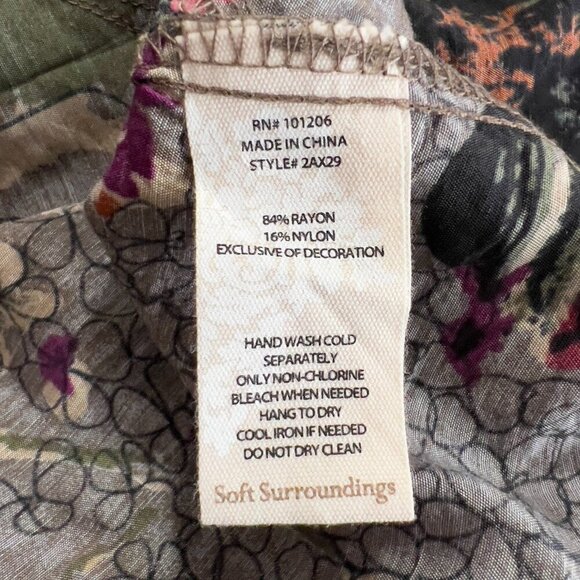 RN# 101206
MADE IN CHINA
STYLE# 2AX29
84% RAYON
16% NYLON
EXCLUSIVE OF DECORATION
HAND WASH COLD
SEPARATELY
ONLY NON-CHLORINE
BLEACH WHEN NEEDED
HANG TO DRY
COOL IRON IF NEEDED
DO NOT DRY CLEAN
Soft Surroundings